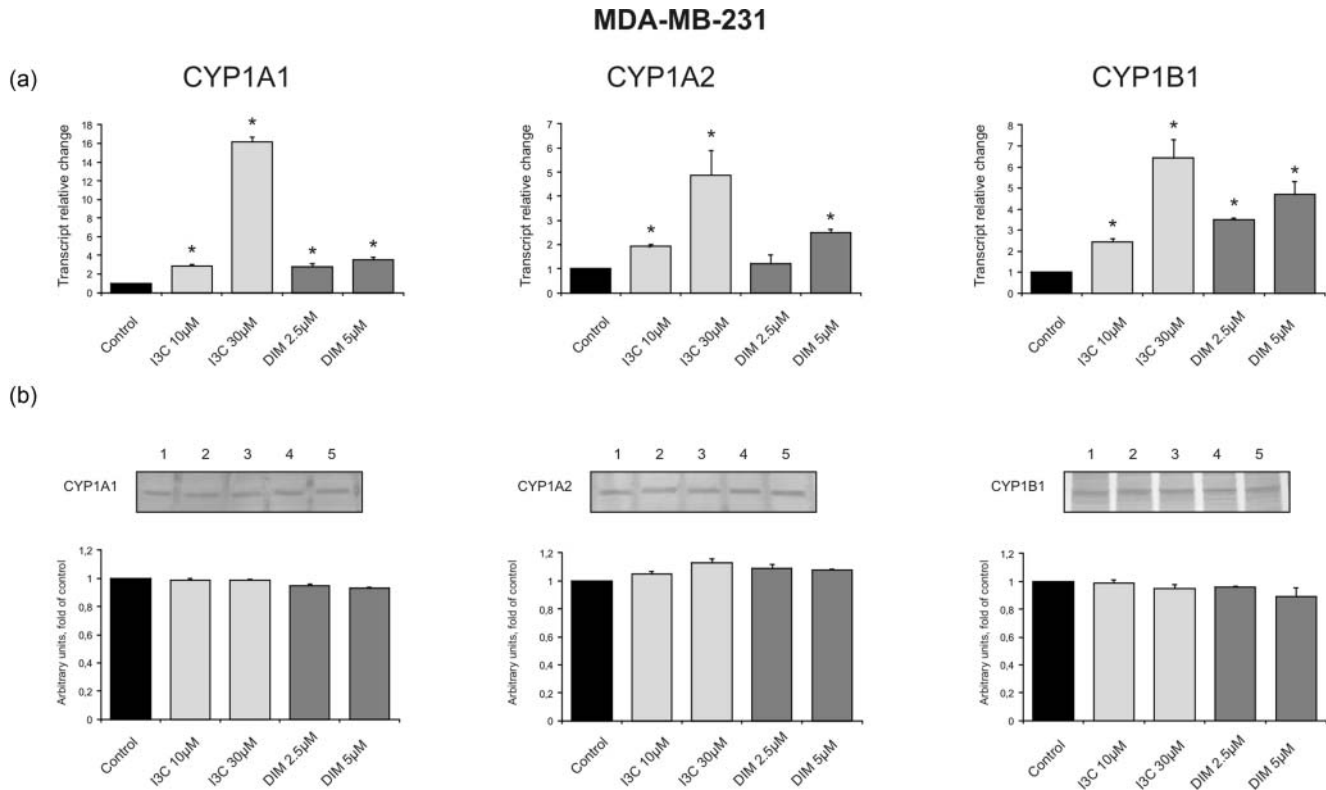 MDA-MB-231
(a)
CYP1A1
CYP1A2
CYP1B1
Transcript relative change
18
16
14
12
10
8
6
4
2
0
*
*
*
*
Control
I3C 10µM
I3C 30µM
DIM 2.5µM
DIM 5µM
Transcript relative change
7
6
5
4
3
2
1
0
*
*
*
Control
I3C 10µM
I3C 30µM
DIM 2.5µM
DIM 5µM
Transcript relative change
8
7
6
5
4
3
2
1
0
*
*
*
*
Control
I3C 10µM
I3C 30µM
DIM 2.5µM
DIM 5µM
(b)
1 2 3 4 5
CYP1A1
1 2 3 4 5
CYP1A2
1 2 3 4 5
CYP1B1
Arbitrary units, fold of control
1,2
1
0,8
0,6
0,4
0,2
0
Control
I3C 10µM
I3C 30µM
DIM 2.5µM
DIM 5µM
Arbitrary units, fold of control
1,2
1
0,8
0,6
0,4
0,2
0
Control
I3C 10µM
I3C 30µM
DIM 2.5µM
DIM 5µM
Arbitrary units, fold of control
1,2
1
0,8
0,6
0,4
0,2
0
Control
I3C 10µM
I3C 30µM
DIM 2.5µM
DIM 5µM